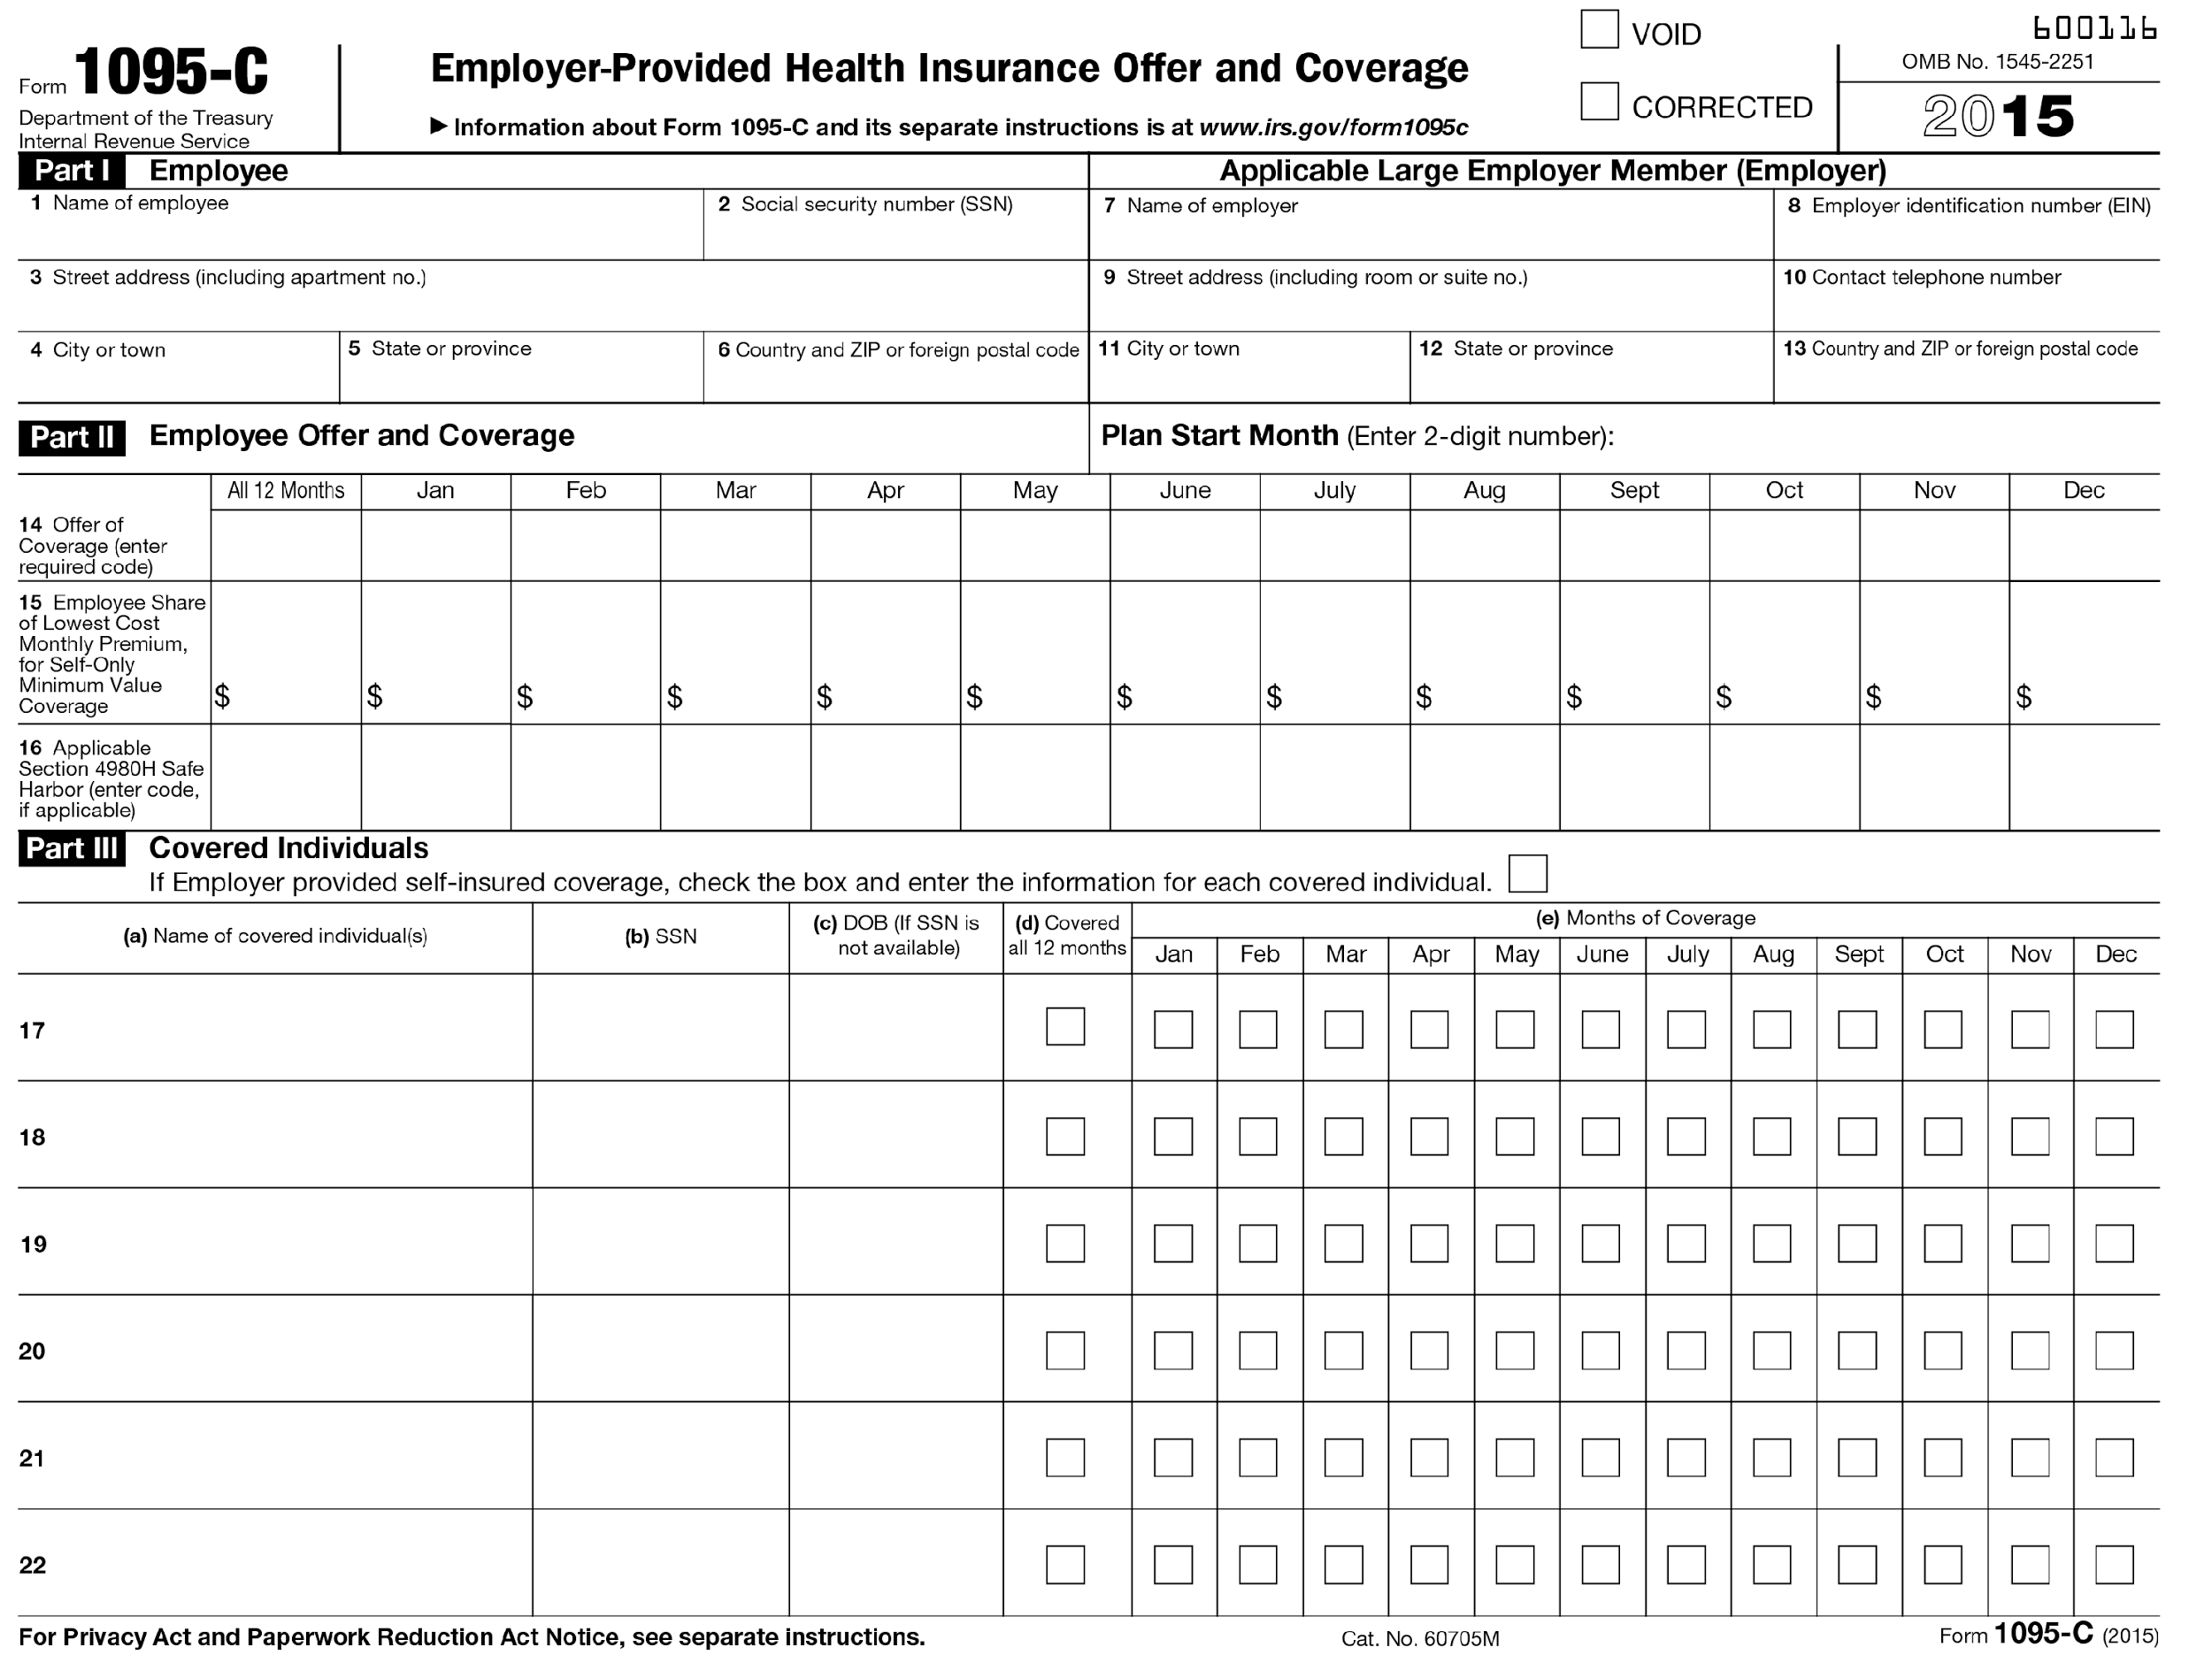 Form 1095-C
Department of the Treasury
Internal Revenue Service
Employer-Provided Health Insurance Offer and Coverage
▶ Information about Form 1095-C and its separate instructions is at www.irs.gov/form1095c
VOID
CORRECTED
600116
OMB No. 1545-2251
2015
Part I Employee
Applicable Large Employer Member (Employer)
1 Name of employee
2 Social security number (SSN)
7 Name of employer
8 Employer identification number (EIN)
3 Street address (including apartment no.)
9 Street address (including room or suite no.)
10 Contact telephone number
4 City or town
5 State or province
6 Country and ZIP or foreign postal code
11 City or town
12 State or province
13 Country and ZIP or foreign postal code
Part II Employee Offer and Coverage
Plan Start Month (Enter 2-digit number):
All 12 Months Jan Feb Mar Apr May June July Aug Sept Oct Nov Dec
14 Offer of
Coverage (enter
required code)
15 Employee Share
of Lowest Cost
Monthly Premium,
for Self-Only
Minimum Value
Coverage
$ $ $ $ $ $ $ $ $ $ $ $ $
16 Applicable
Section 4980H Safe
Harbor (enter code,
if applicable)
Part III Covered Individuals
If Employer provided self-insured coverage, check the box and enter the information for each covered individual.
(a) Name of covered individual(s)
(b) SSN
(c) DOB (If SSN is
not available)
(d) Covered
all 12 months
(e) Months of Coverage
Jan Feb Mar Apr May June July Aug Sept Oct Nov Dec
17
18
19
20
21
22
For Privacy Act and Paperwork Reduction Act Notice, see separate instructions.
Cat. No. 60705M
Form 1095-C (2015)